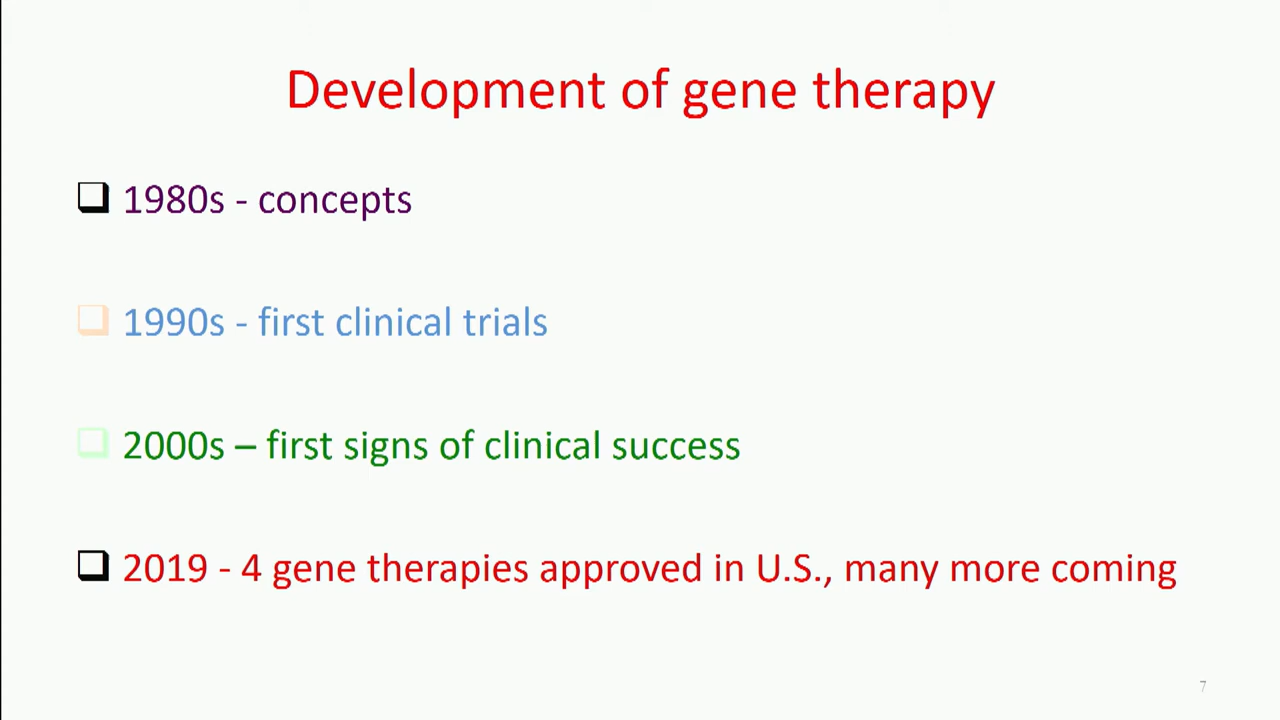 Development of gene therapy
1980s - concepts
1990s - first clinical trials
2000s – first signs of clinical success
2019 - 4 gene therapies approved in U.S., many more coming
7